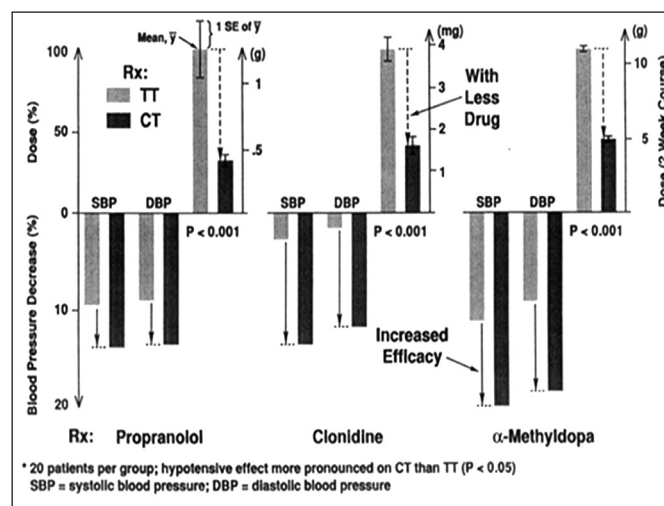 1 SE of ȳ
Mean, ȳ
(g)
(mg)
(g)
100
Rx:
TT
CT
1
.5
4
3
2
1
10
5
With
Less
Drug
Dose (%)
50
0
Dose (2 Week Course)
SBP
DBP
P < 0.001
SBP
DBP
P < 0.001
SBP
DBP
P < 0.001
Blood Pressure Decrease (%)
10
20
Increased
Efficacy
Rx: Propranolol Clonidine α-Methyldopa
* 20 patients per group; hypotensive effect more pronounced on CT than TT (P < 0.05)
SBP = systolic blood pressure; DBP = diastolic blood pressure